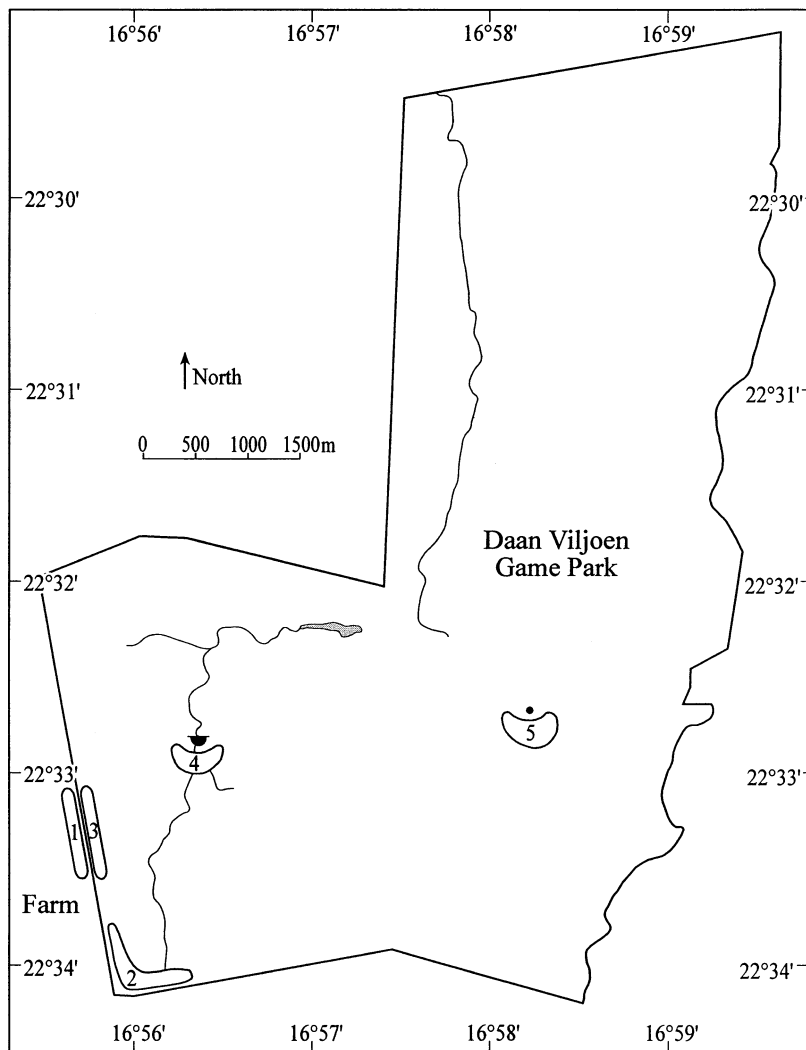 16°56' 16°57' 16°58' 16°59'
22°30' 22°30'
22°31' 22°31'
North
0 500 1000 1500m
Daan Viljoen
Game Park
22°32' 22°32'
5
4
22°33' 22°33'
1 3
Farm
2
22°34' 22°34'
16°56' 16°57' 16°58' 16°59'